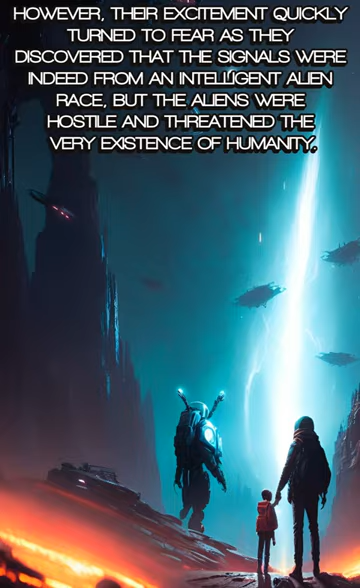 HOWEVER, THEIR EXCITEMENT QUICKLY
TURNED TO FEAR AS THEY
DISCOVERED THAT THE SIGNALS WERE
INDEED FROM AN INTELLIGENT ALIEN
RACE, BUT THE ALIENS WERE
HOSTILE AND THREATENED THE
VERY EXISTENCE OF HUMANITY.